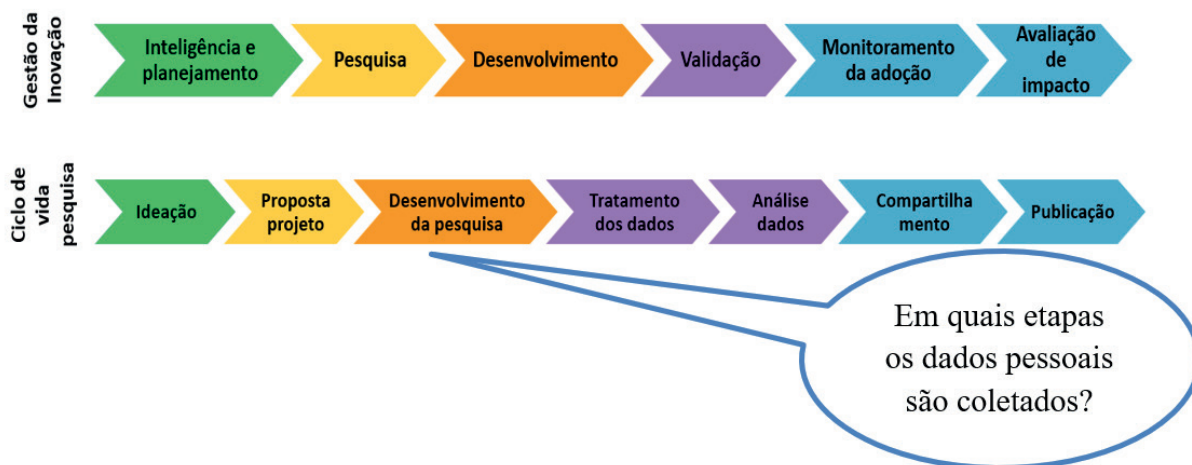 Gestão da
Inovação
Inteligência e
planejamento
Pesquisa
Desenvolvimento
Validação
Monitoramento
da adoção
Avaliação
de
impacto
Ciclo de
vida
pesquisa
Ideação
Proposta
projeto
Desenvolvimento
da pesquisa
Tratamento
dos dados
Análise
dados
Compartilha
mento
Publicação
Em quais etapas
os dados pessoais
são coletados?